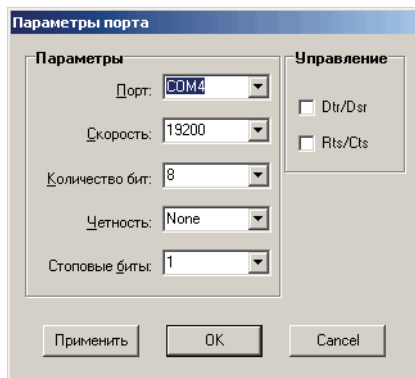 Параметры порта
Параметры
Порт: COM4
Скорость: 19200
Количество бит: 8
Четность: None
Стоповые биты: 1
Управление
Dtr/Dsr
Rts/Cts
Применить OK Cancel